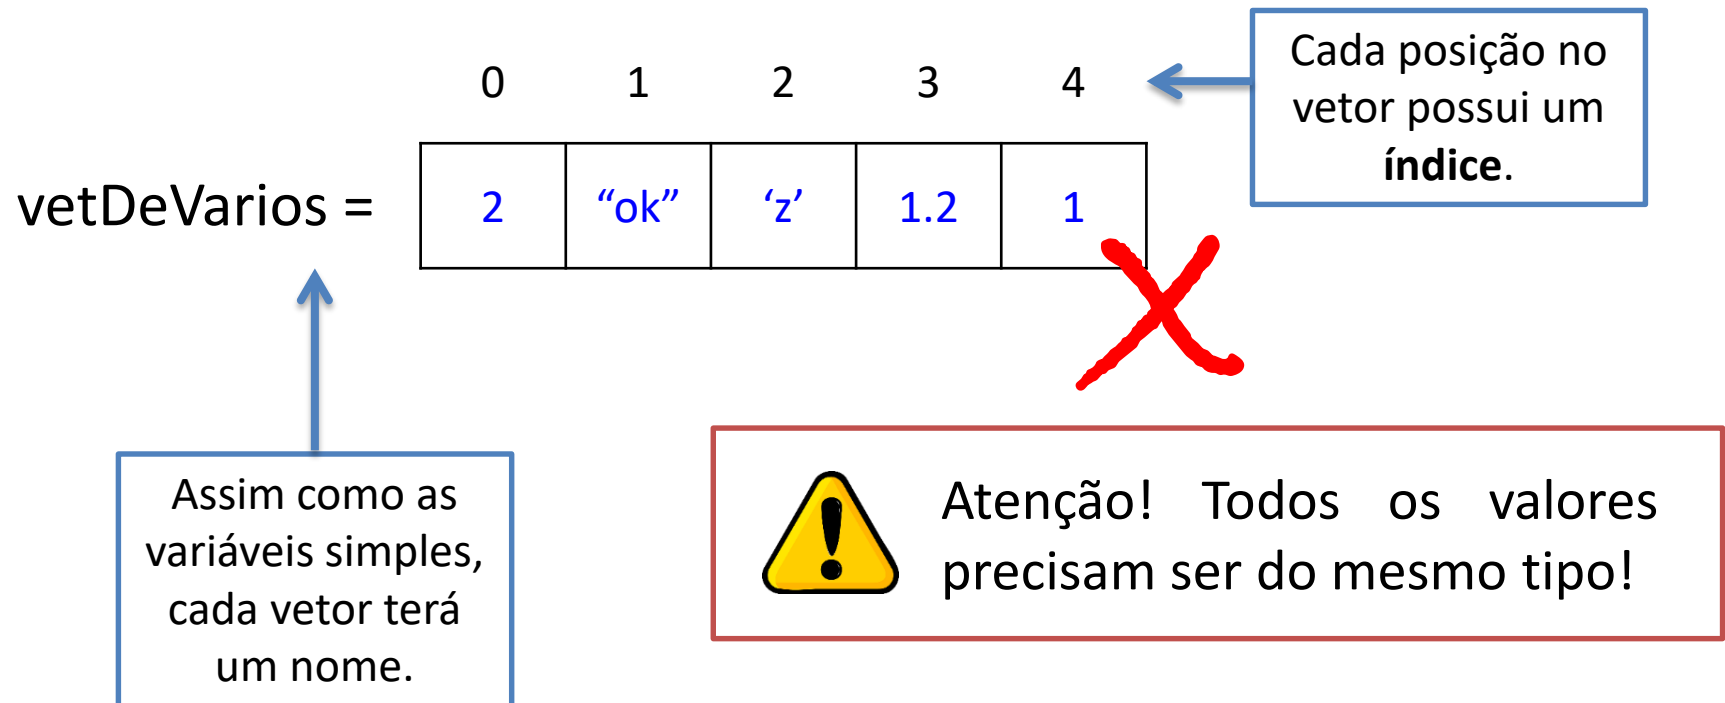 0 1 2 3 4
Cada posição no
vetor possui um
índice.
vetDeVarios =
2 “ok” ‘z’ 1.2 1
Assim como as
variáveis simples,
cada vetor terá
um nome.
Atenção! Todos os valores
precisam ser do mesmo tipo!